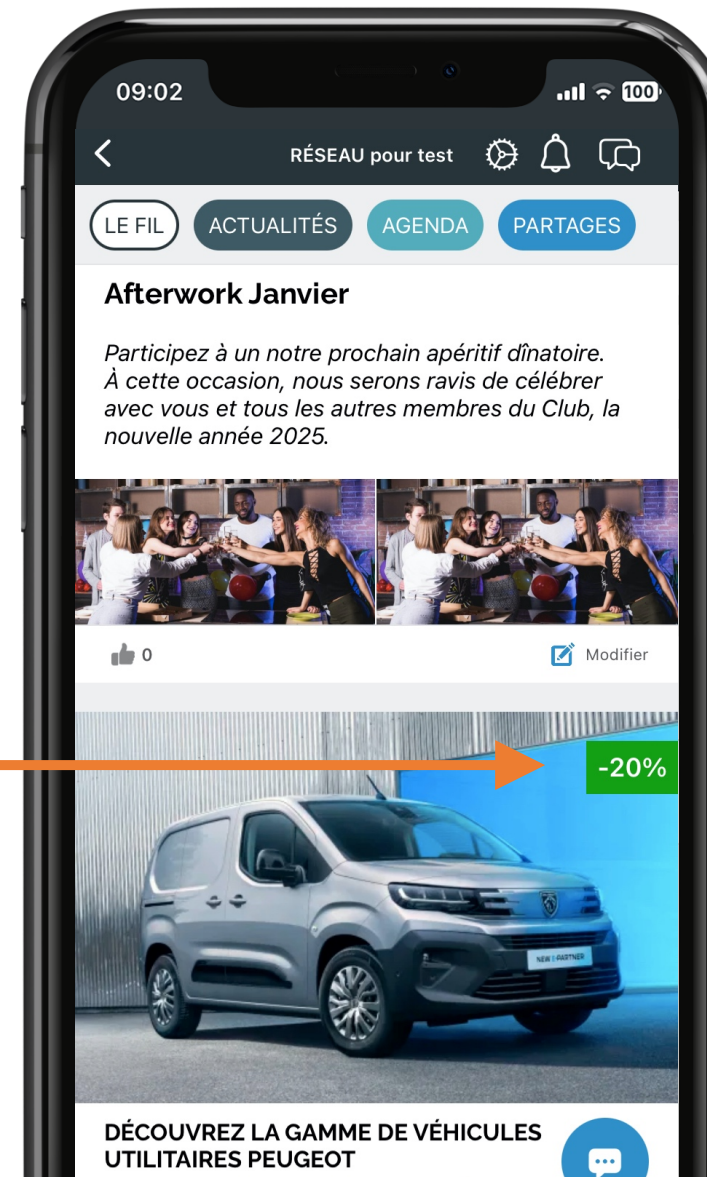 09:02
100
RÉSEAU pour test
LE FIL
ACTUALITÉS
AGENDA
PARTAGES
Afterwork Janvier
Participez à un notre prochain apéritif dînatoire.
À cette occasion, nous serons ravis de célébrer
avec vous et tous les autres membres du Club, la
nouvelle année 2025.
0
Modifier
-20%
NEW E-PARTNER
DÉCOUVREZ LA GAMME DE VÉHICULES
UTILITAIRES PEUGEOT